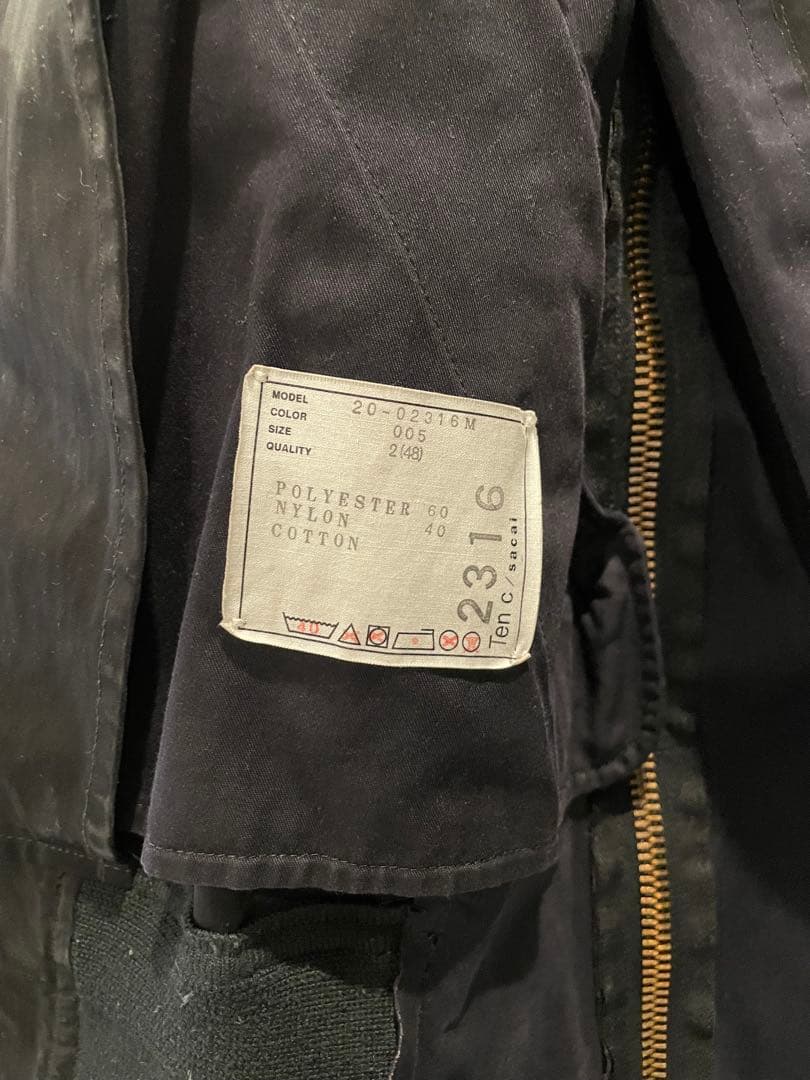 MODEL 20-02316M
COLOR 005
SIZE 2(48)
QUALITY
POLYESTER 60
NYLON 40
COTTON
2316
Ten C / sacai
40